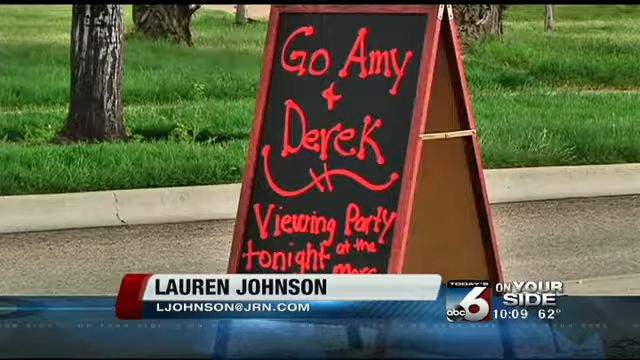 Go Amy
&
Derek
Viewing Party
tonight at the
more
LAUREN JOHNSON
LJOHNSON@JRN.COM
TODAY'S
abc 6
ON YOUR SIDE
10:09 62°